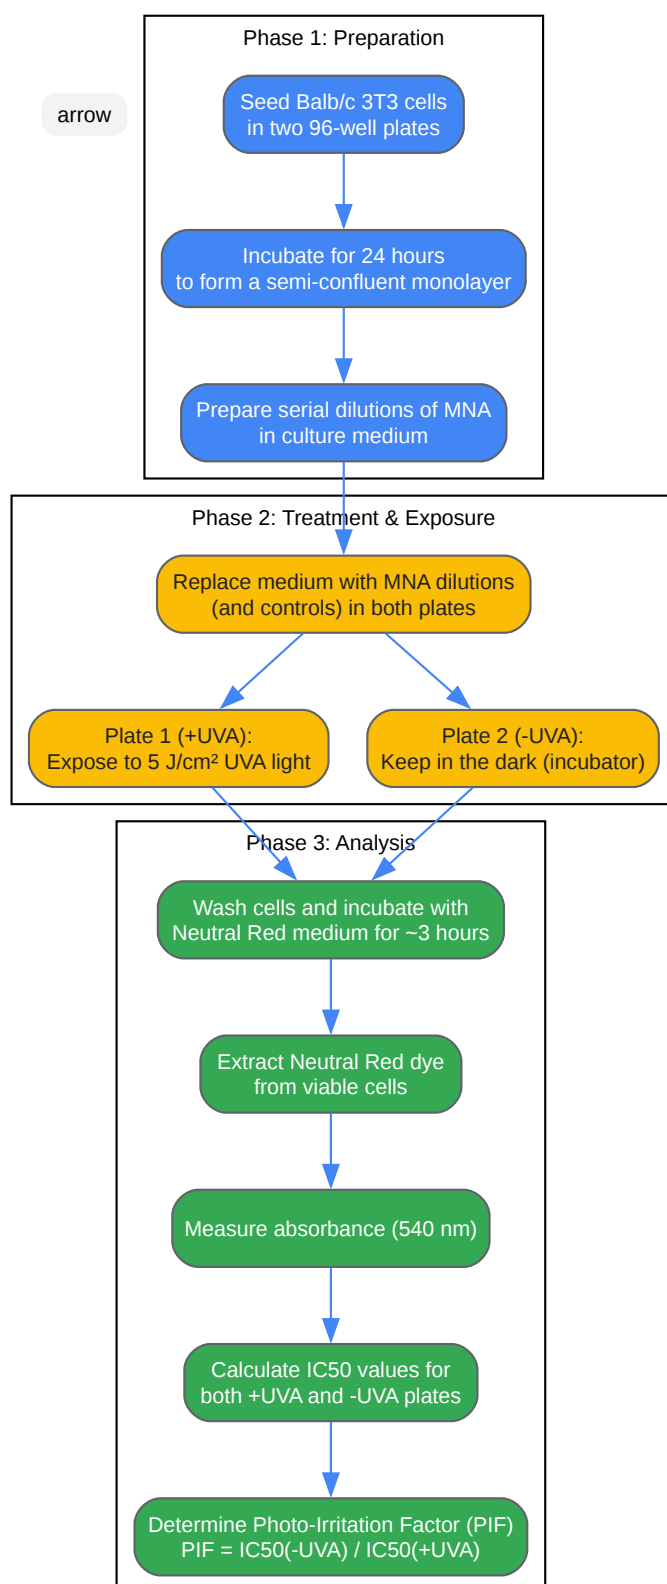 Phase 1: Preparation
arrow
Seed Balb/c 3T3 cells
in two 96-well plates
Incubate for 24 hours
to form a semi-confluent monolayer
Prepare serial dilutions of MNA
in culture medium
Phase 2: Treatment & Exposure
Replace medium with MNA dilutions
(and controls) in both plates
Plate 1 (+UVA):
Expose to 5 J/cm² UVA light
Plate 2 (-UVA):
Keep in the dark (incubator)
Phase 3: Analysis
Wash cells and incubate with
Neutral Red medium for ~3 hours
Extract Neutral Red dye
from viable cells
Measure absorbance (540 nm)
Calculate IC50 values for
both +UVA and -UVA plates
Determine Photo-Irritation Factor (PIF)
PIF = IC50(-UVA) / IC50(+UVA)